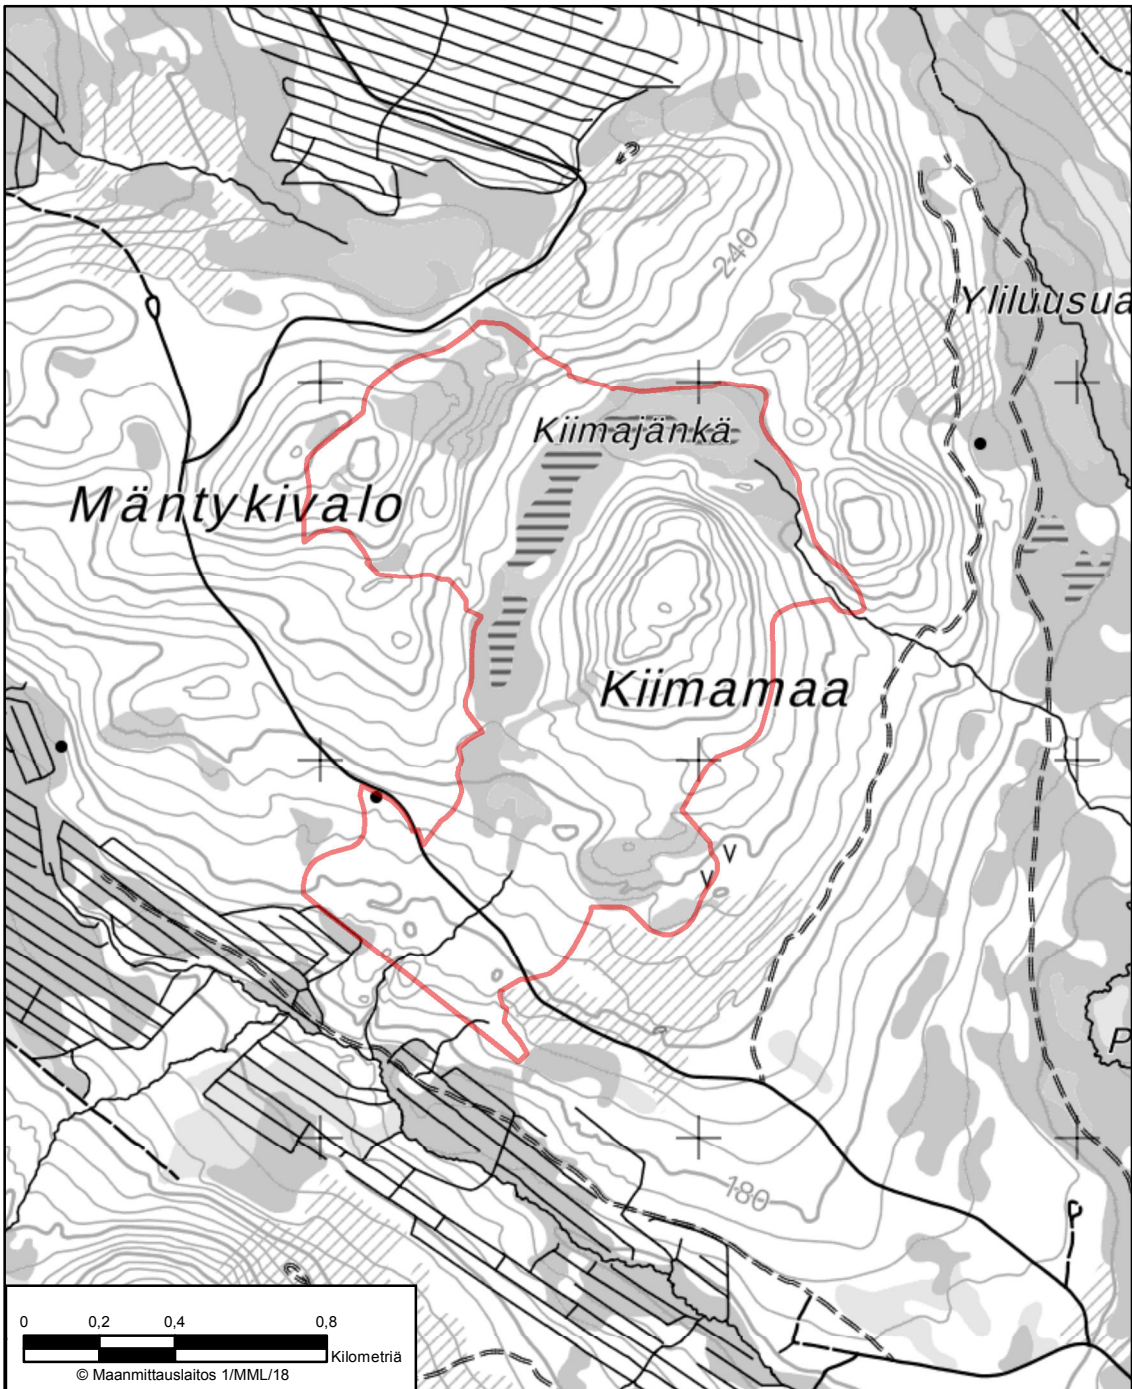 240
Yliluusua
Kiimajänkä
Mäntykivalo
Kiimamaa
V
V
P
180
0 0,2 0,4 0,8
Kilometriä
© Maanmittauslaitos 1/MML/18